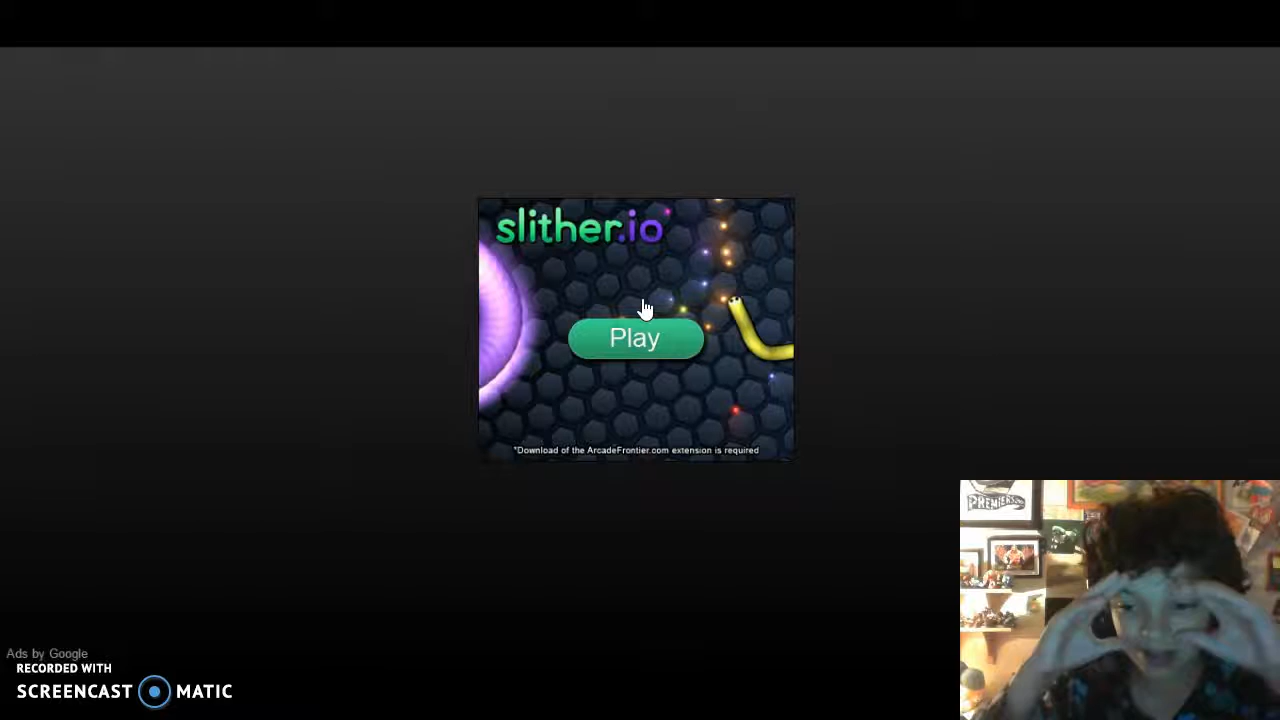 slither.io
Play
*Download of the ArcadeFrontier.com extension is required
PREMIERS
Ads by Google
RECORDED WITH
SCREENCAST MATIC